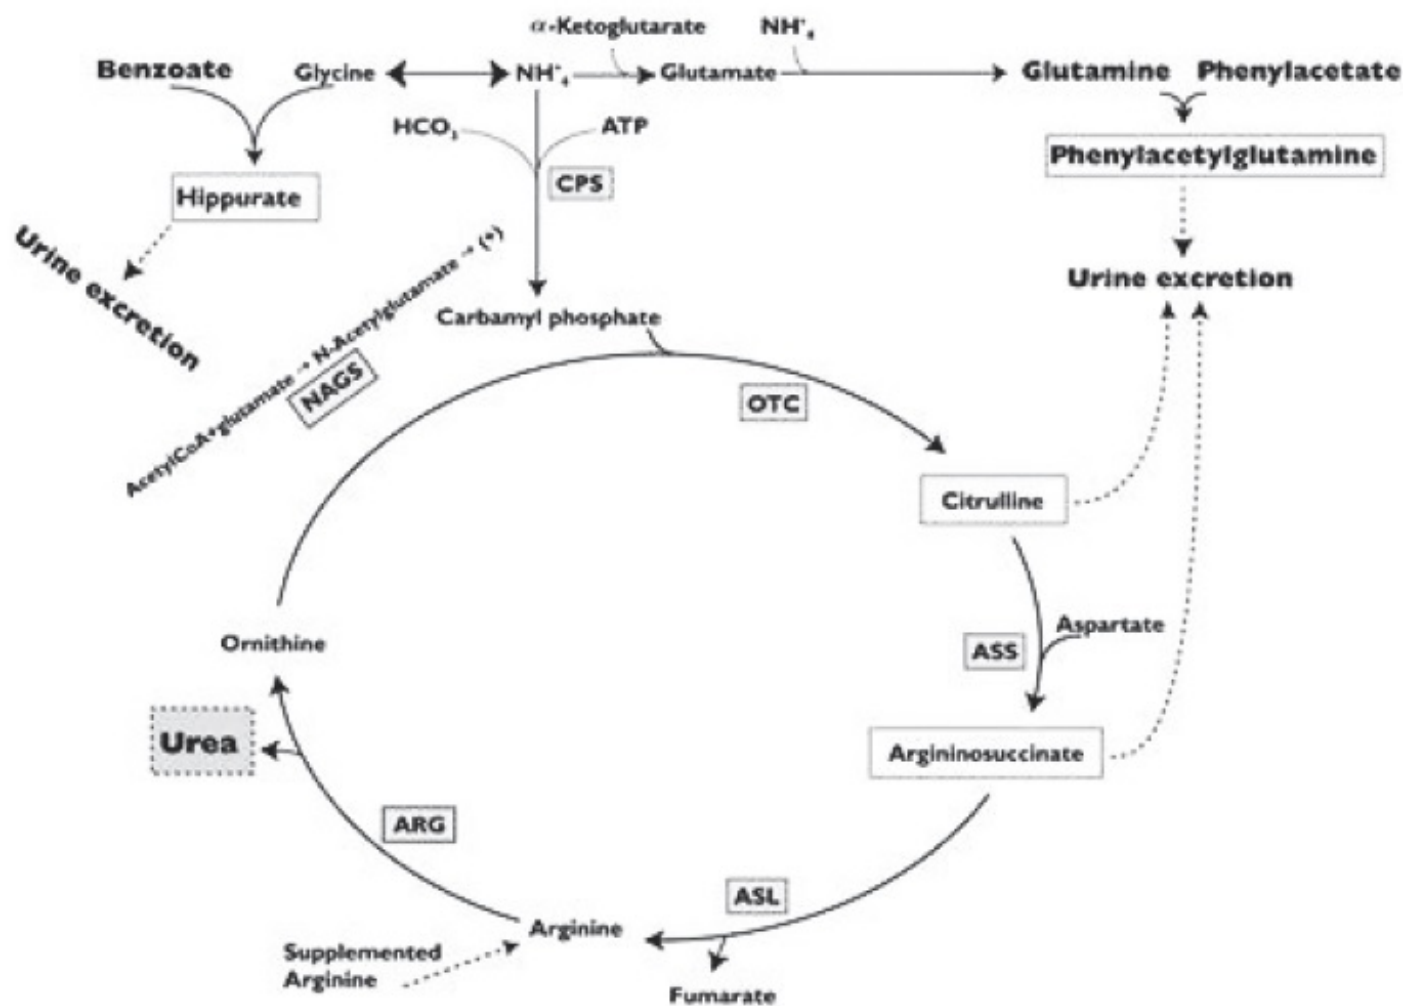 α-Ketoglutarate
NH⁺₄
Benzoate
Glycine
NH⁺₄
Glutamate
Glutamine
Phenylacetate
HCO₃
ATP
Phenylacetylglutamine
CPS
Hippurate
Urine excretion
Urine excretion
AcetylCoA+glutamate → N-Acetylglutamate → (+)
NAGS
Carbamyl phosphate
OTC
Citrulline
Aspartate
ASS
Ornithine
Urea
Argininosuccinate
ARG
ASL
Arginine
Supplemented
Arginine
Fumarate